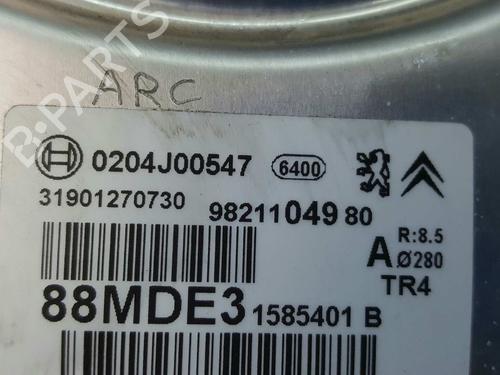 ARC
0204J00547 6400
31901270730
9821104980
R:8.5
A Ø280
TR4
88MDE3 1585401 B
B-PARTS